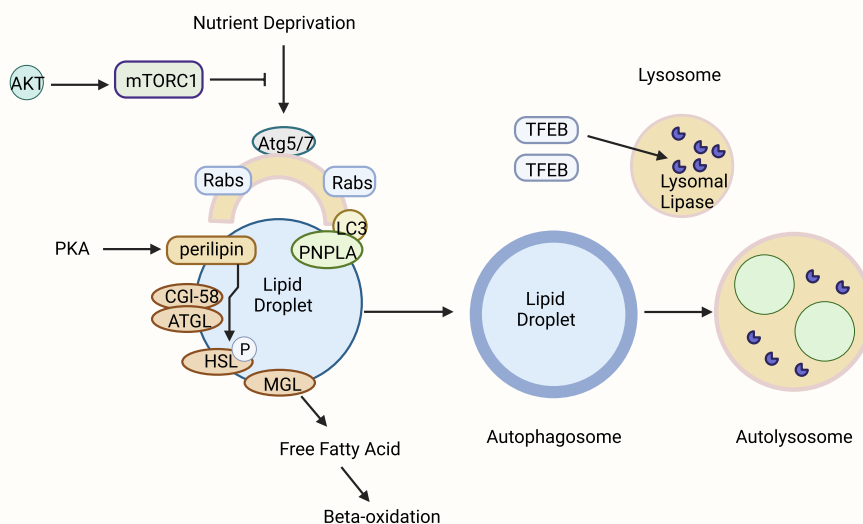 Nutrient Deprivation
AKT
mTORC1
Lysosome
Atg5/7
TFEB
TFEB
Rabs
Rabs
Lysomal
Lipase
LC3
PKA
perilipin
PNPLA
CGI-58
ATGL
Lipid
Droplet
Lipid
Droplet
P
HSL
MGL
Free Fatty Acid
Autophagosome
Autolysosome
Beta-oxidation